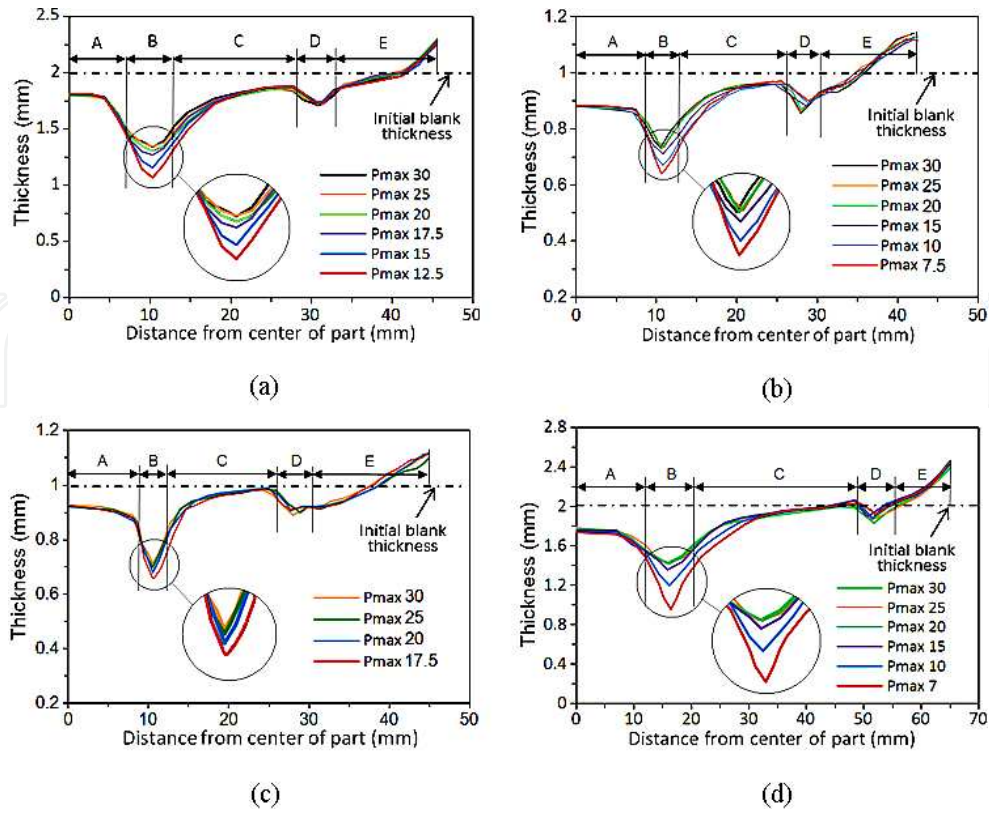 2.5
2
1.5
1
0.5
0
Thickness (mm)
A B C D E
Initial blank
thickness
Pmax 30
Pmax 25
Pmax 20
Pmax 17.5
Pmax 15
Pmax 12.5
0 10 20 30 40 50
Distance from center of part (mm)
(a)
1.2
1
0.8
0.6
0.4
0.2
Thickness (mm)
A B C D E
Initial blank
thickness
Pmax 30
Pmax 25
Pmax 20
Pmax 15
Pmax 10
Pmax 7.5
0 10 20 30 40 50
Distance from center of part (mm)
(b)
1.2
1
0.8
0.6
0.4
0.2
Thickness (mm)
A B C D E
Initial blank
thickness
Pmax 30
Pmax 25
Pmax 20
Pmax 17.5
0 10 20 30 40 50
Distance from center of part (mm)
(c)
2.8
2.4
2
1.6
1.2
0.8
0.4
0
Thickness (mm)
A B C D E
Initial blank
thickness
Pmax 30
Pmax 25
Pmax 20
Pmax 15
Pmax 10
Pmax 7
0 10 20 30 40 50 60 70
Distance from center of part (mm)
(d)